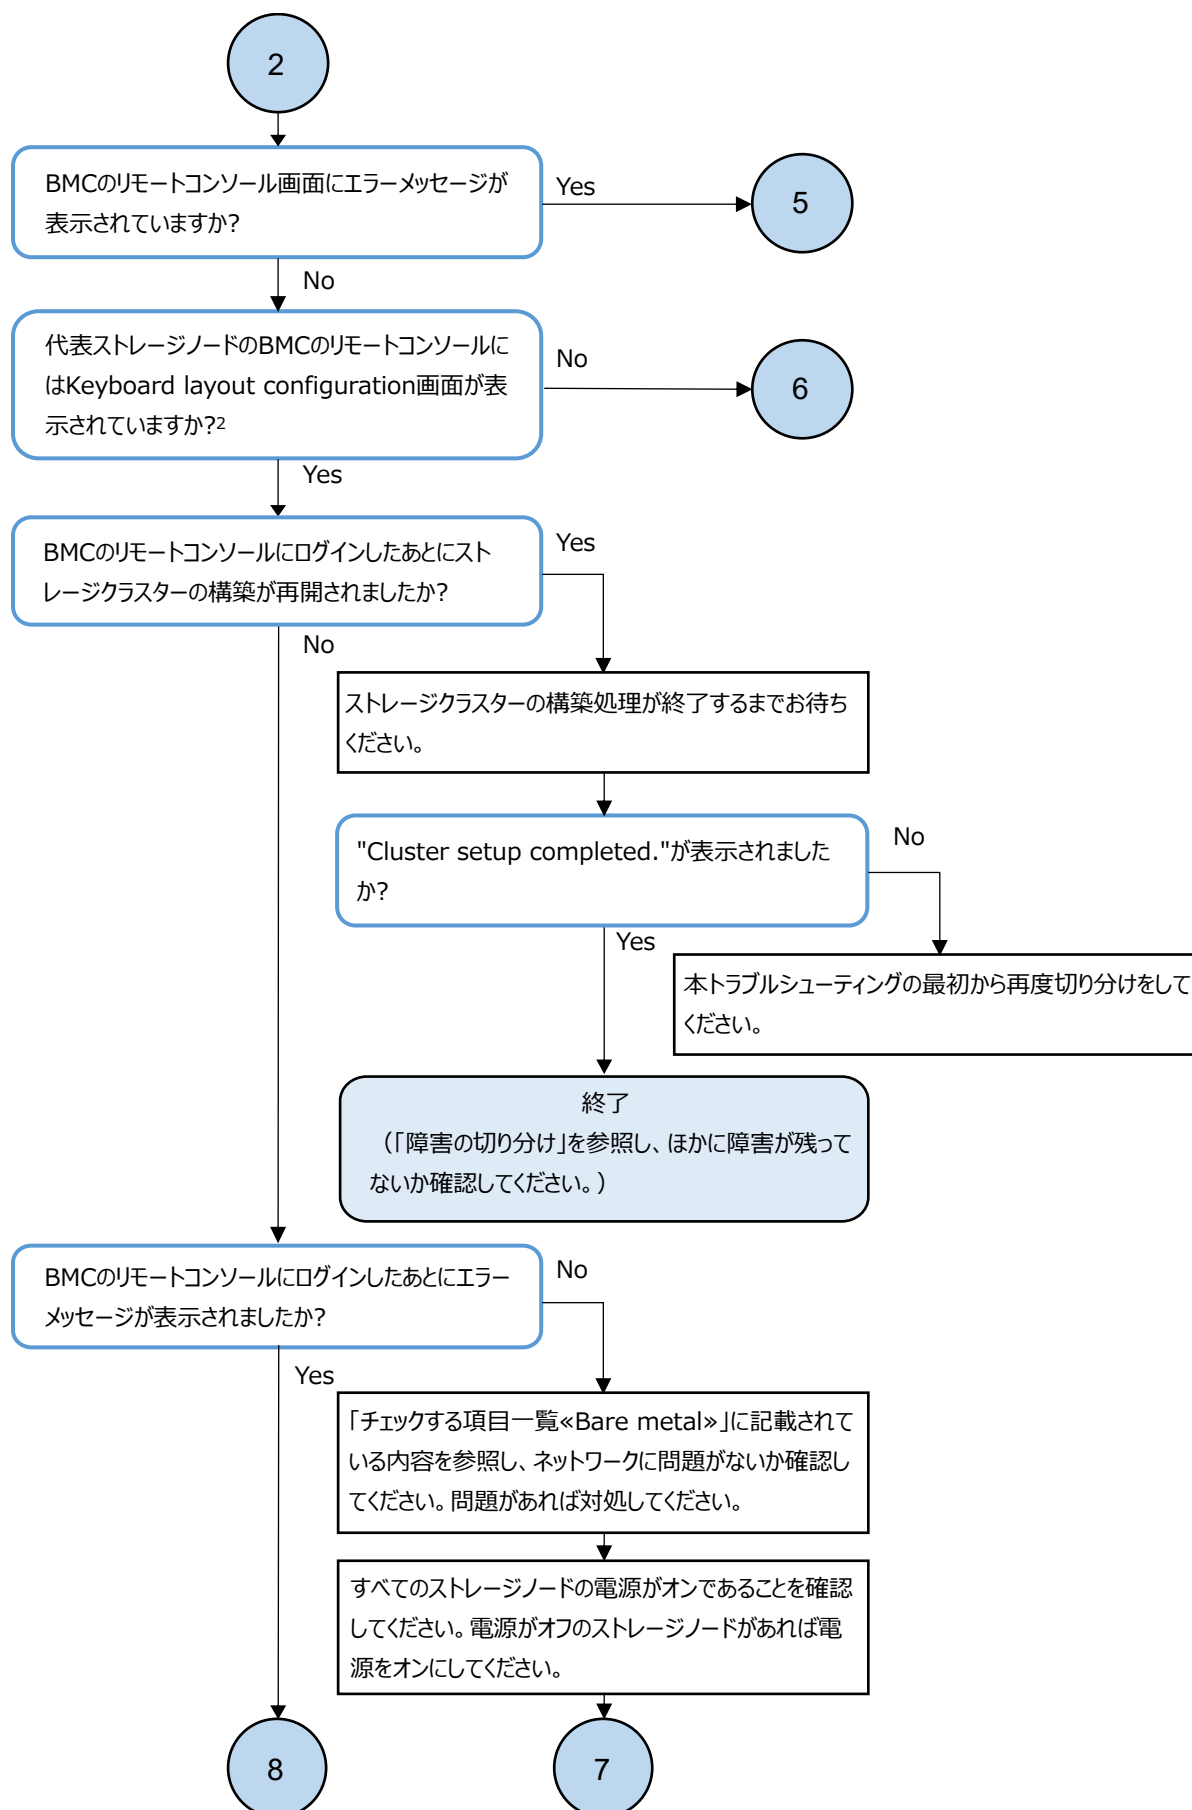 2
BMCのリモートコンソール画面にエラーメッセージが
表示されていますか?
Yes
5
No
代表ストレージノードのBMCのリモートコンソールに
はKeyboard layout configuration画面が表
示されていますか?2
No
6
Yes
BMCのリモートコンソールにログインしたあとにスト
レージクラスターの構築が再開されましたか?
Yes
No
ストレージクラスターの構築処理が終了するまでお待ち
ください。
"Cluster setup completed."が表示されました
か?
No
Yes
本トラブルシューティングの最初から再度切り分けをして
ください。
終了
(「障害の切り分け」を参照し、ほかに障害が残って
ないか確認してください。)
BMCのリモートコンソールにログインしたあとにエラー
メッセージが表示されましたか?
No
Yes
「チェックする項目一覧«Bare metal»」に記載されて
いる内容を参照し、ネットワークに問題がないか確認し
てください。問題があれば対処してください。
すべてのストレージノードの電源がオンであることを確認
してください。電源がオフのストレージノードがあれば電
源をオンにしてください。
8
7